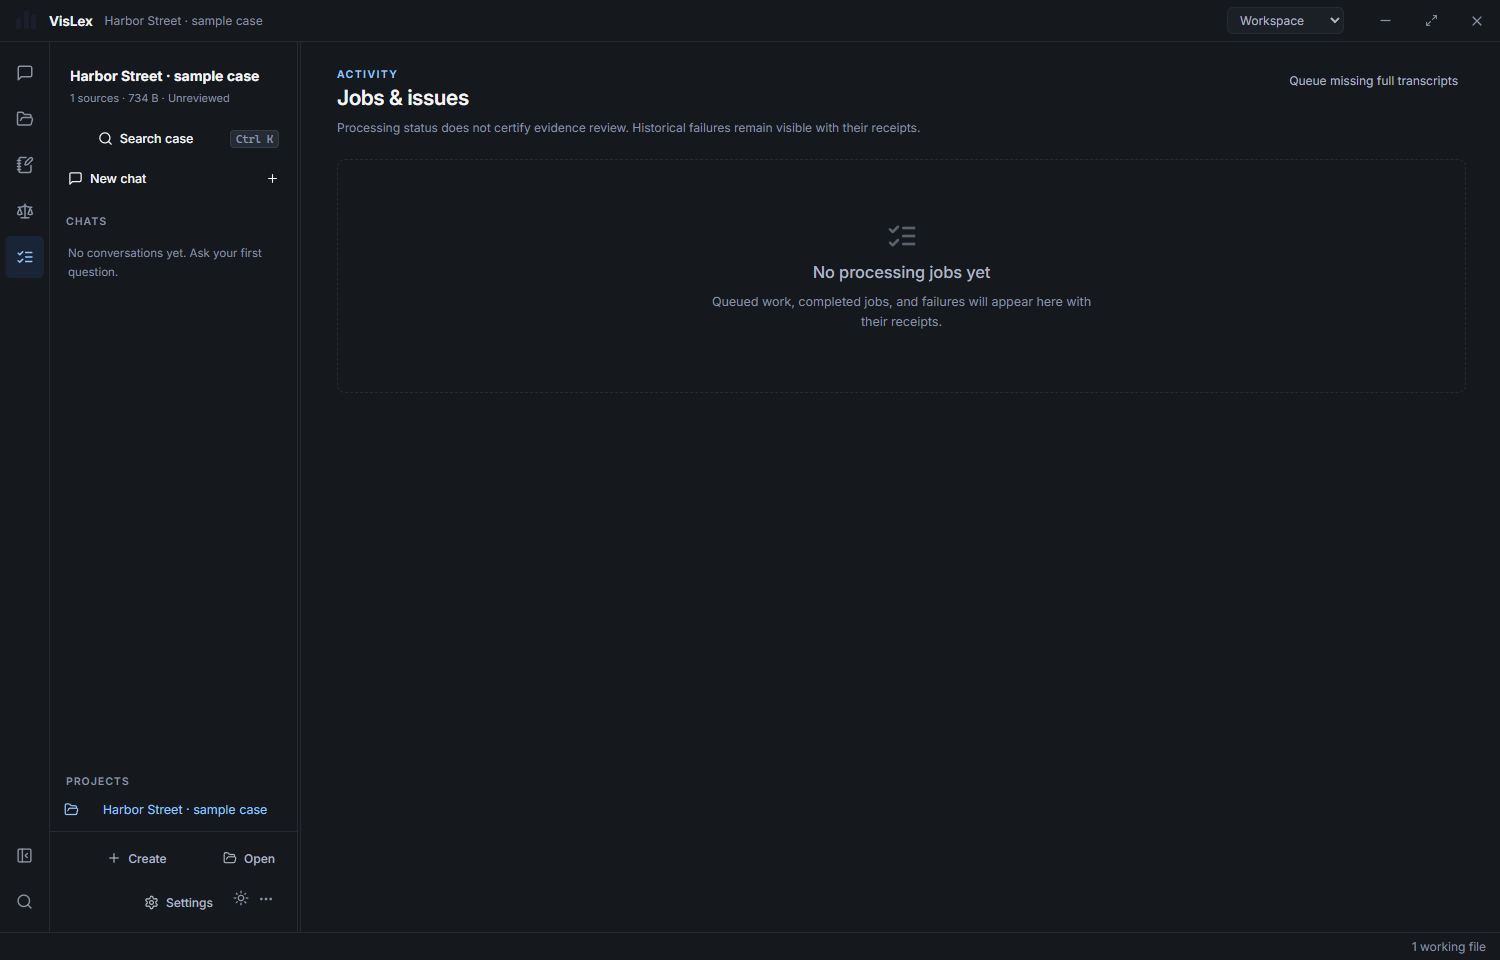 VisLex Harbor Street · sample case
Workspace
Harbor Street · sample case
1 sources · 734 B · Unreviewed
Search case Ctrl K
New chat
CHATS
No conversations yet. Ask your first
question.
PROJECTS
Harbor Street · sample case
Create Open
Settings
ACTIVITY
Jobs & issues
Queue missing full transcripts
Processing status does not certify evidence review. Historical failures remain visible with their receipts.
No processing jobs yet
Queued work, completed jobs, and failures will appear here with
their receipts.
1 working file